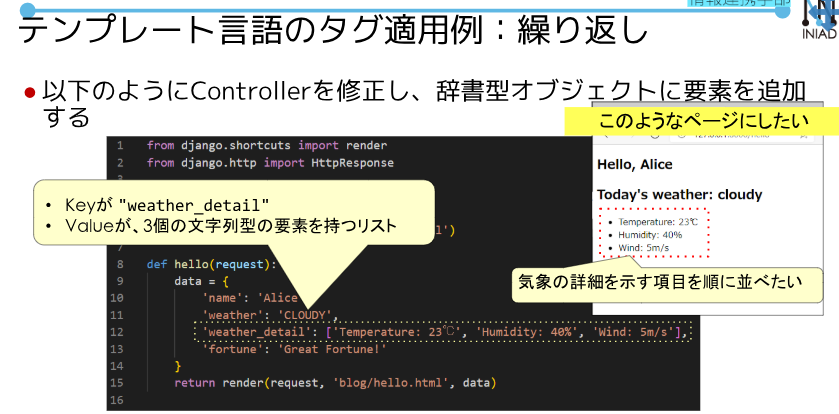 情報連携学部
INIAD
テンプレート言語のタグ適用例：繰り返し
以下のようにControllerを修正し、辞書型オブジェクトに要素を追加
する
このようなページにしたい
Hello, Alice
Today's weather: cloudy
• Temperature: 23℃
• Humidity: 40%
• Wind: 5m/s
気象の詳細を示す項目を順に並べたい
1 from django.shortcuts import render
2 from django.http import HttpResponse
3
• Keyが "weather_detail"
• Valueが、3個の文字列型の要素を持つリスト
l')
7
8 def hello(request):
9 data = {
10 'name': 'Alice
11 'weather': 'CLOUDY',
12 'weather_detail': ['Temperature: 23℃', 'Humidity: 40%', 'Wind: 5m/s'],
13 'fortune': 'Great Fortune!'
14 }
15 return render(request, 'blog/hello.html', data)
16